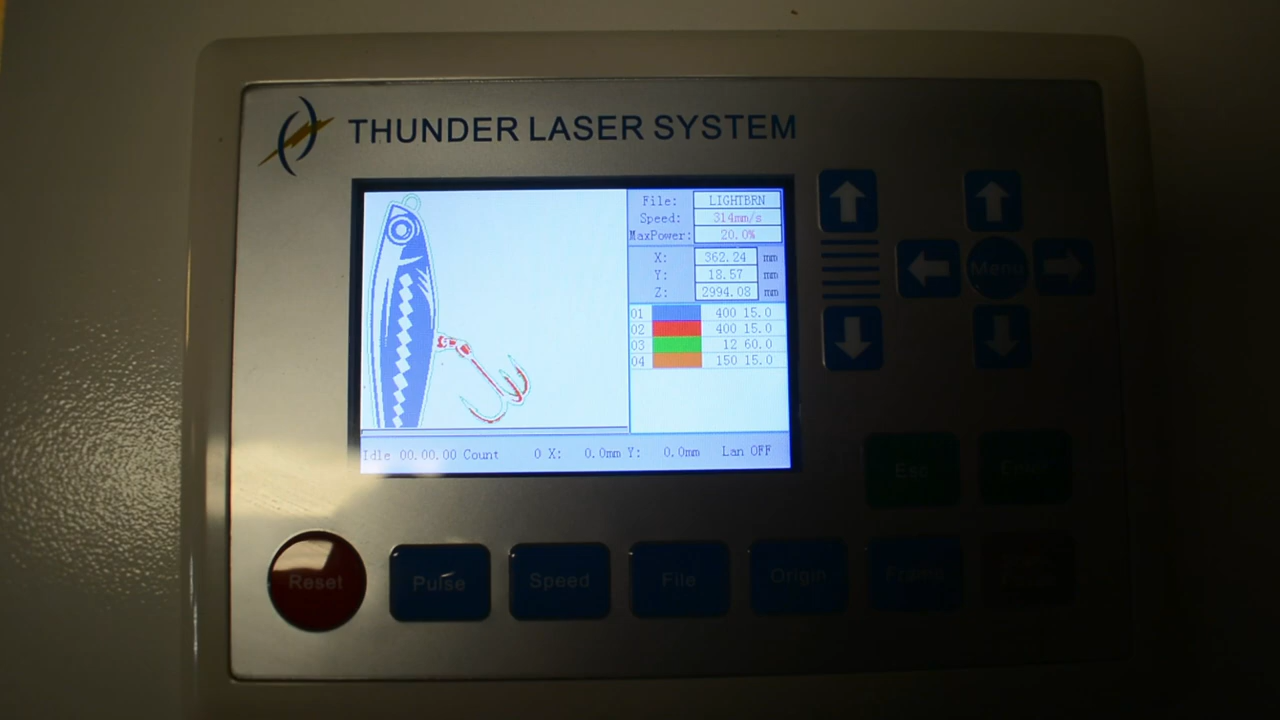 THUNDER LASER SYSTEM
File: LIGHTBRN
Speed: 314mm/s
MaxPower: 20.0%
X: 362.24 mm
Y: 18.57 mm
Z: 2994.08 mm
01 400 15.0
02 400 15.0
03 12 60.0
04 150 15.0
Idle 00.00.00 Count 0 X: 0.0mm Y: 0.0mm Lan OFF
Menu
Esc Enter
Reset Pulse Speed File Origin Frame